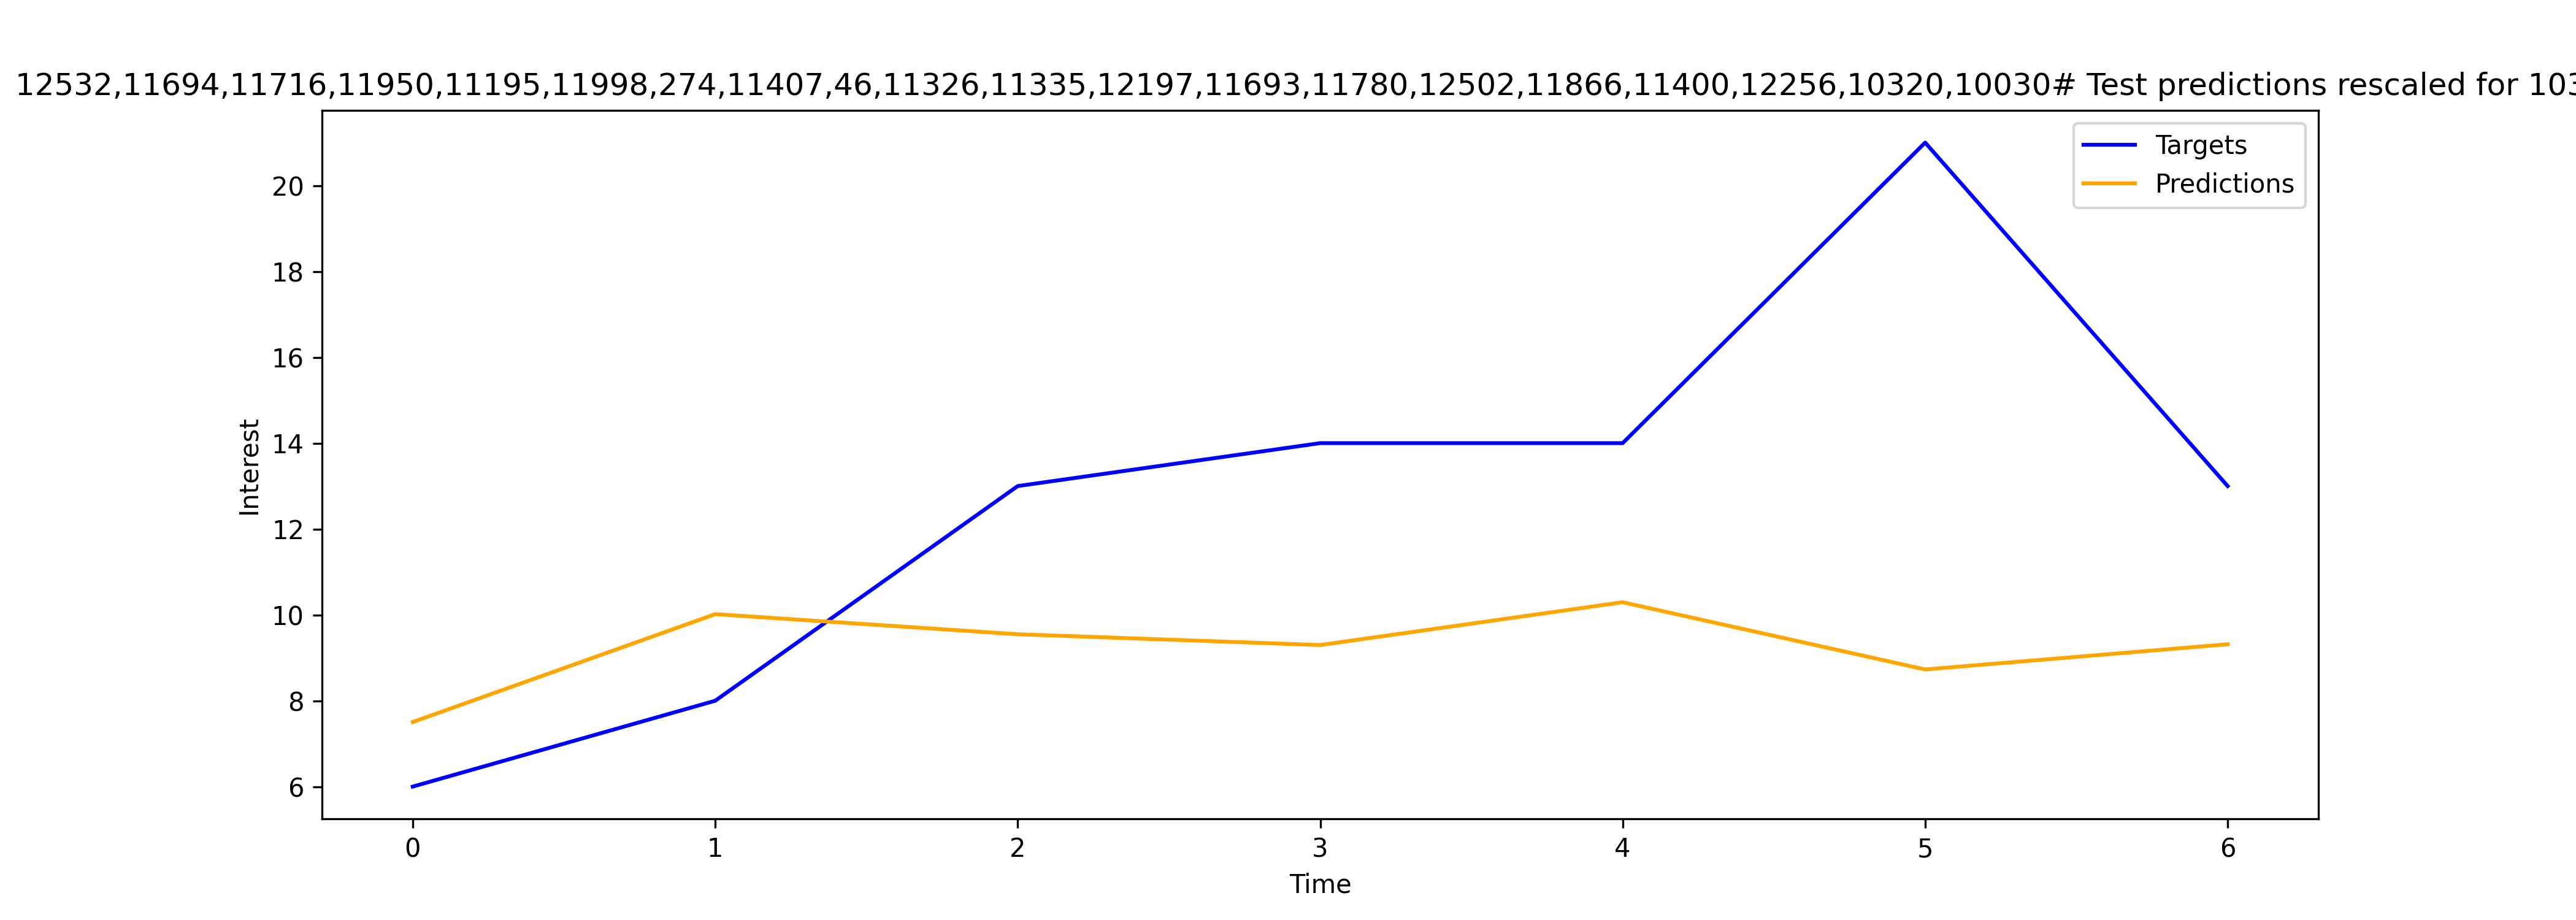 12532,11694,11716,11950,11195,11998,274,11407,46,11326,11335,12197,11693,11780,12502,11866,11400,12256,10320,10030# Test predictions rescaled for 103
Targets
Predictions
20
18
16
14
12
10
8
6
Interest
0 1 2 3 4 5 6
Time